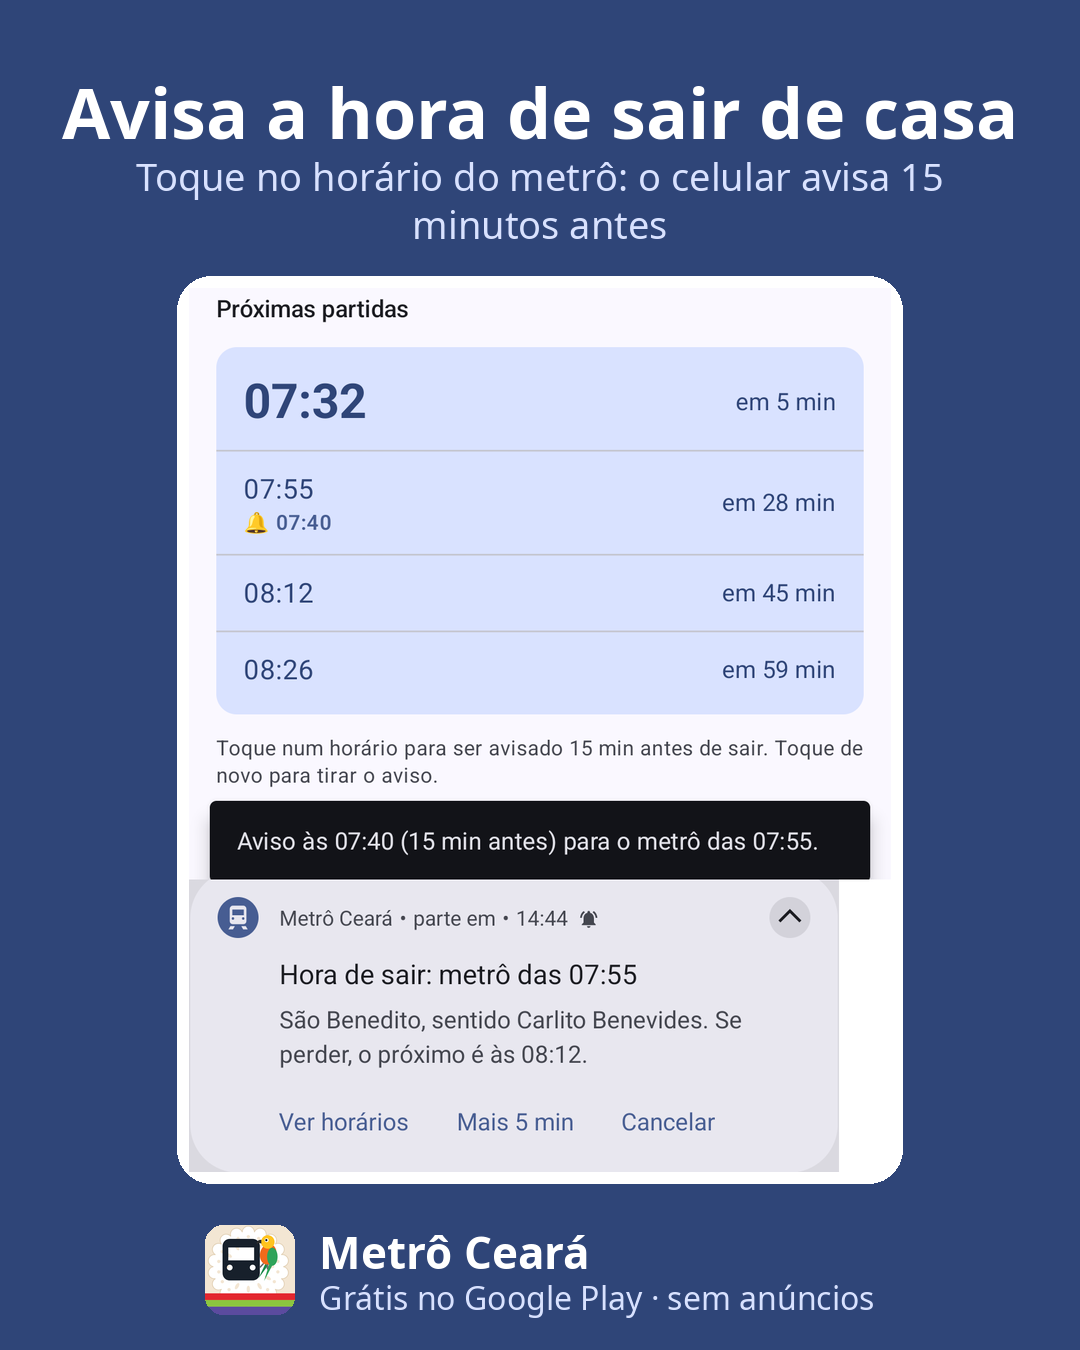 Avisa a hora de sair de casa
Toque no horário do metrô: o celular avisa 15
minutos antes
Próximas partidas
07:32 em 5 min
07:55 em 28 min
🔔 07:40
08:12 em 45 min
08:26 em 59 min
Toque num horário para ser avisado 15 min antes de sair. Toque de
novo para tirar o aviso.
Aviso às 07:40 (15 min antes) para o metrô das 07:55.
Metrô Ceará • parte em • 14:44
Hora de sair: metrô das 07:55
São Benedito, sentido Carlito Benevides. Se
perder, o próximo é às 08:12.
Ver horários Mais 5 min Cancelar
Metrô Ceará
Grátis no Google Play · sem anúncios